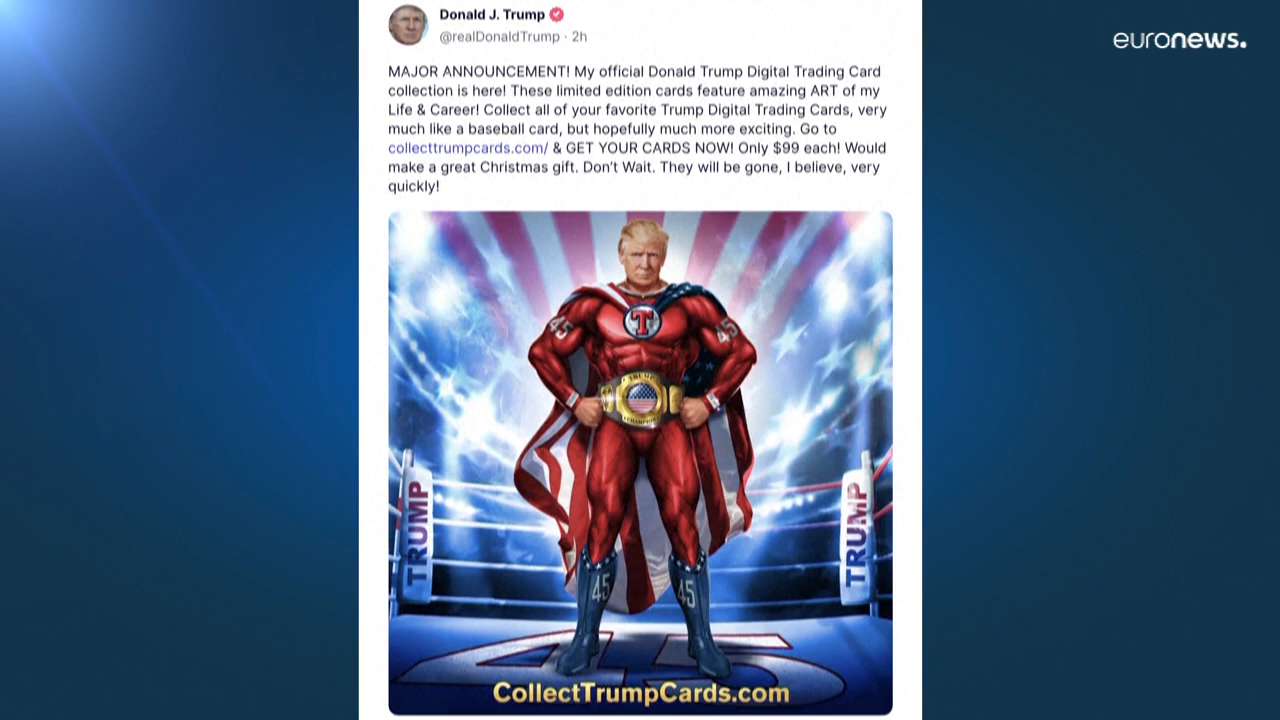 euronews.
Donald J. Trump
@realDonaldTrump · 2h
MAJOR ANNOUNCEMENT! My official Donald Trump Digital Trading Card
collection is here! These limited edition cards feature amazing ART of my
Life & Career! Collect all of your favorite Trump Digital Trading Cards, very
much like a baseball card, but hopefully much more exciting. Go to
collecttrumpcards.com/ & GET YOUR CARDS NOW! Only $99 each! Would
make a great Christmas gift. Don’t Wait. They will be gone, I believe, very
quickly!
T
45
45
TRUMP
CHAMPION
TRUMP
TRUMP
45
45
45
CollectTrumpCards.com